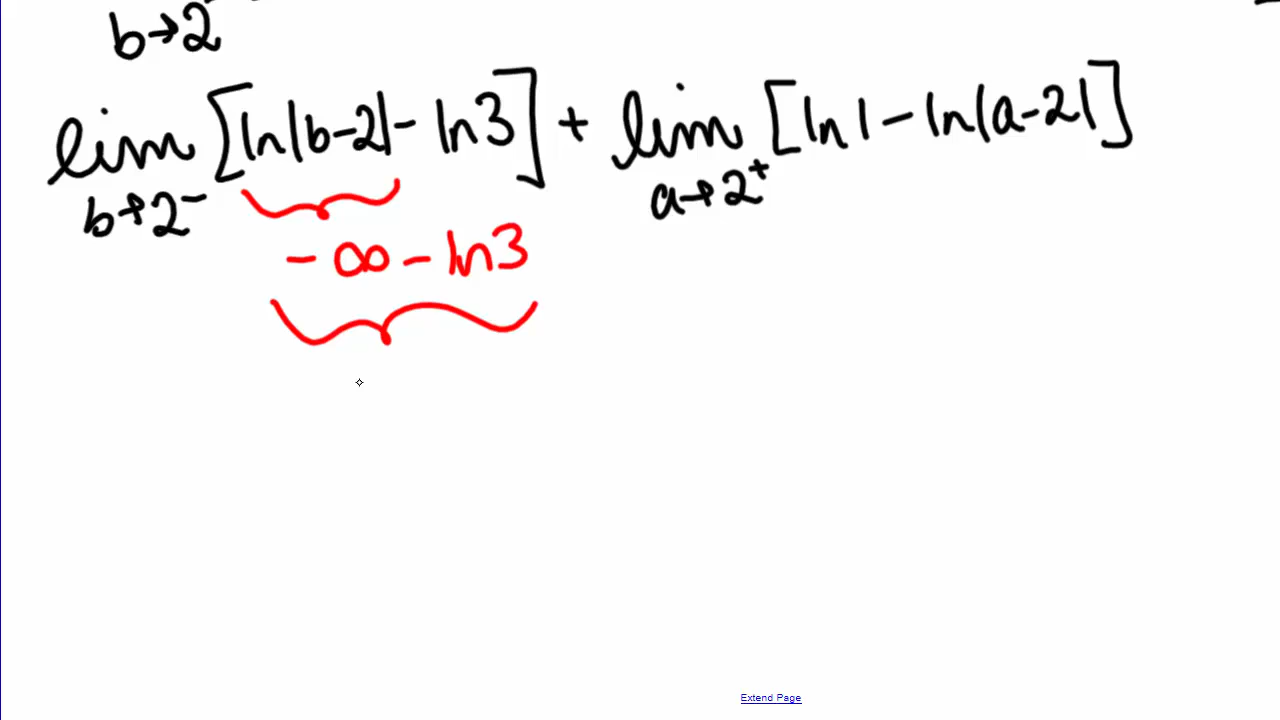 b→2
lim [ln|b-2| - ln3] + lim [ln1 - ln|a-2|]
b→2⁻ a→2⁺
-∞ - ln3
Extend Page